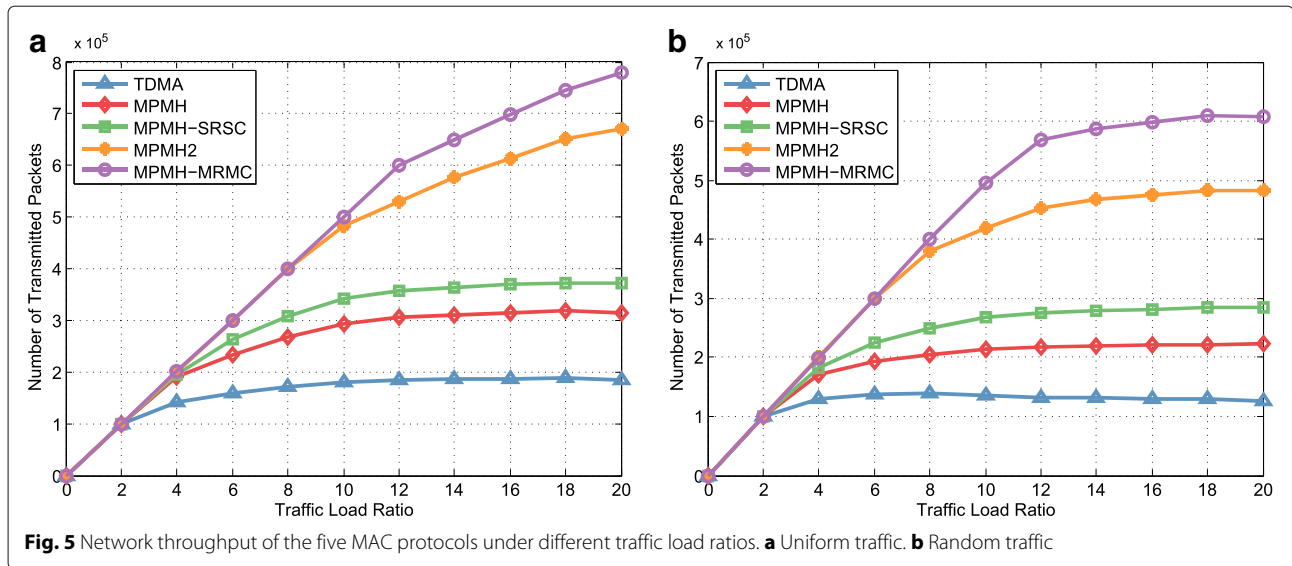 a
× 10⁵
8
7
6
5
4
3
2
1
0
Number of Transmitted Packets
TDMA
MPMH
MPMH−SRSC
MPMH2
MPMH−MRMC
0 2 4 6 8 10 12 14 16 18 20
Traffic Load Ratio
b
× 10⁵
7
6
5
4
3
2
1
0
Number of Transmitted Packets
TDMA
MPMH
MPMH−SRSC
MPMH2
MPMH−MRMC
0 2 4 6 8 10 12 14 16 18 20
Traffic Load Ratio
Fig. 5 Network throughput of the five MAC protocols under different traffic load ratios. a Uniform traffic. b Random traffic